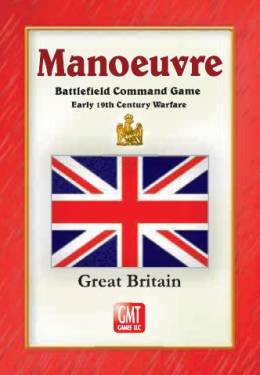 Manoeuvre
Battlefield Command Game
Early 19th Century Warfare
Great Britain
GMT
GAMES LLC